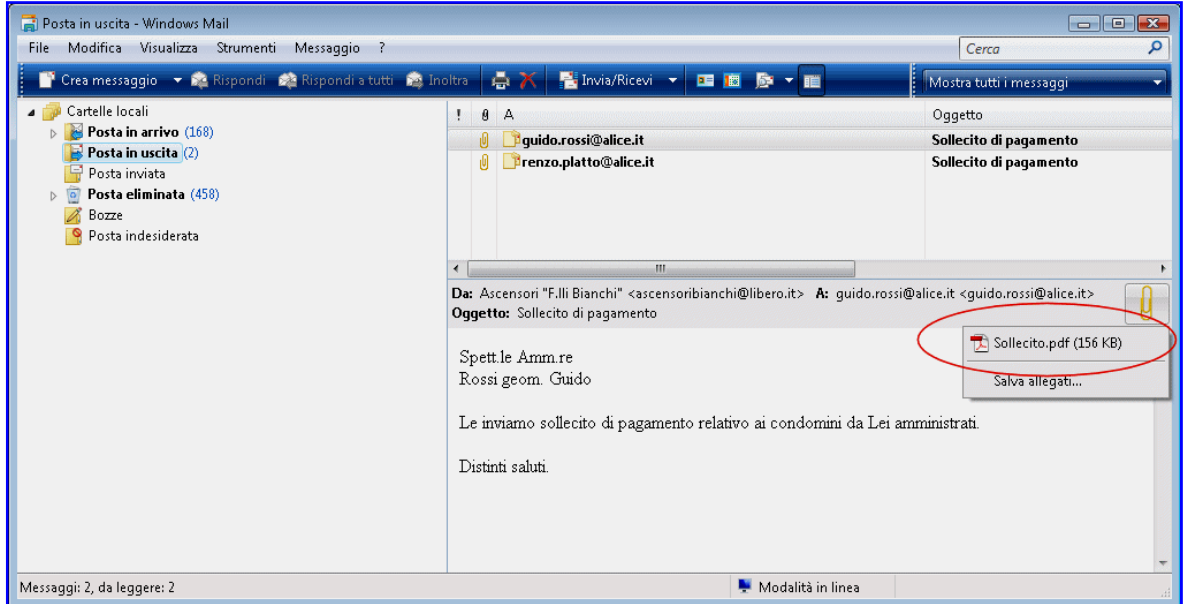 Posta in uscita - Windows Mail
File Modifica Visualizza Strumenti Messaggio ?
Cerca
Crea messaggio Rispondi Rispondi a tutti Inoltra Invia/Ricevi Mostra tutti i messaggi
Cartelle locali
Posta in arrivo (168)
Posta in uscita (2)
Posta inviata
Posta eliminata (458)
Bozze
Posta indesiderata
! A Oggetto
guido.rossi@alice.it Sollecito di pagamento
renzo.platto@alice.it Sollecito di pagamento
Da: Ascensori "F.lli Bianchi" <ascensoribianchi@libero.it> A: guido.rossi@alice.it <guido.rossi@alice.it>
Oggetto: Sollecito di pagamento
Sollecito.pdf (156 KB)
Salva allegati...
Spett.le Amm.re
Rossi geom. Guido
Le inviamo sollecito di pagamento relativo ai condomini da Lei amministrati.
Distinti saluti.
Messaggi: 2, da leggere: 2
Modalità in linea